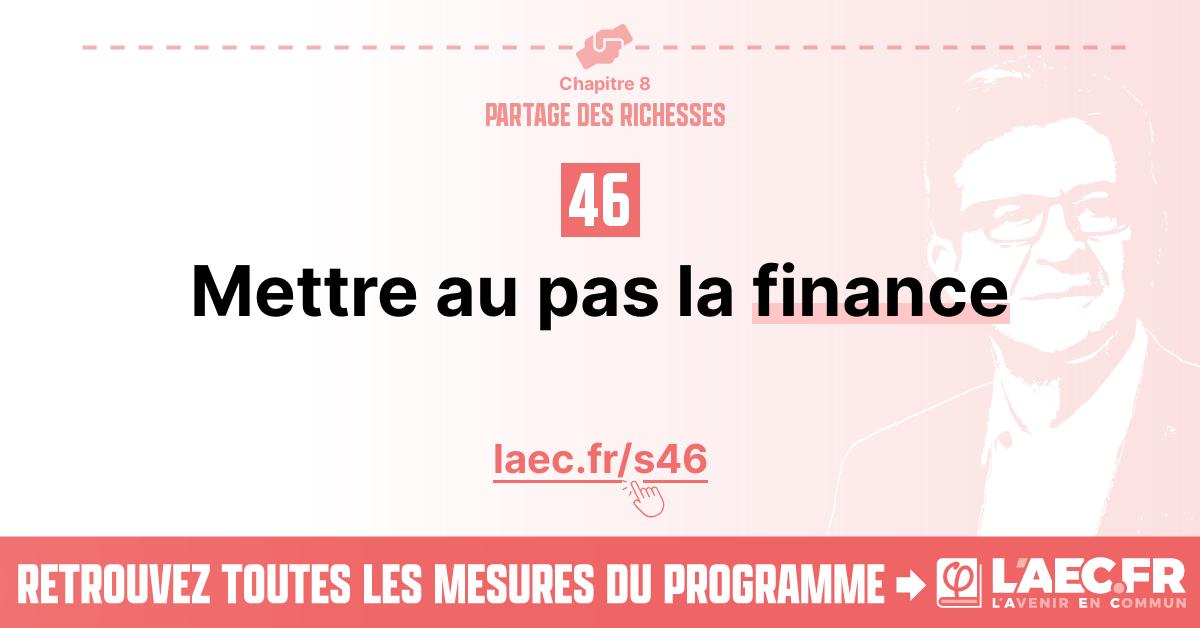 Chapitre 8
PARTAGE DES RICHESSES
46
Mettre au pas la finance
laec.fr/s46
RETROUVEZ TOUTES LES MESURES DU PROGRAMME
L'AEC.FR
L'AVENIR EN COMMUN